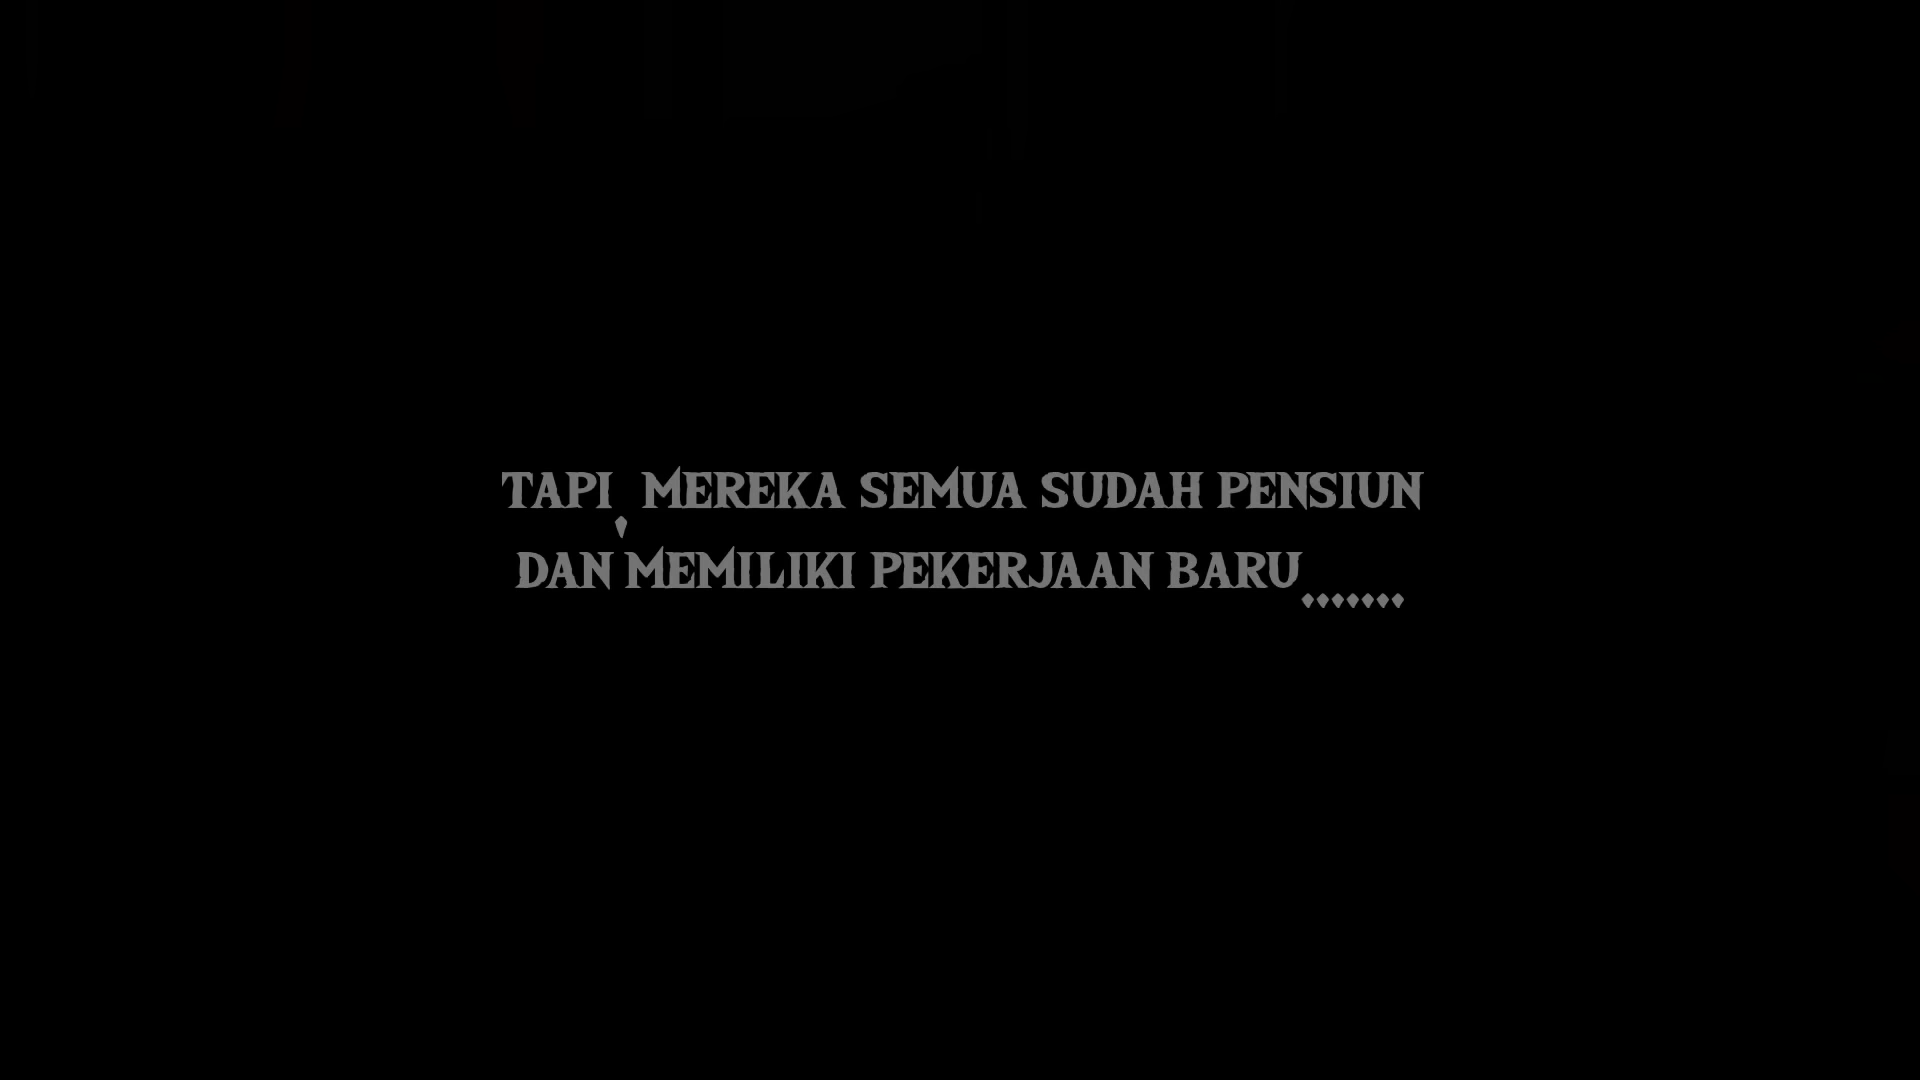 TAPI, MEREKA SEMUA SUDAH PENSIUN
DAN MEMILIKI PEKERJAAN BARU.......